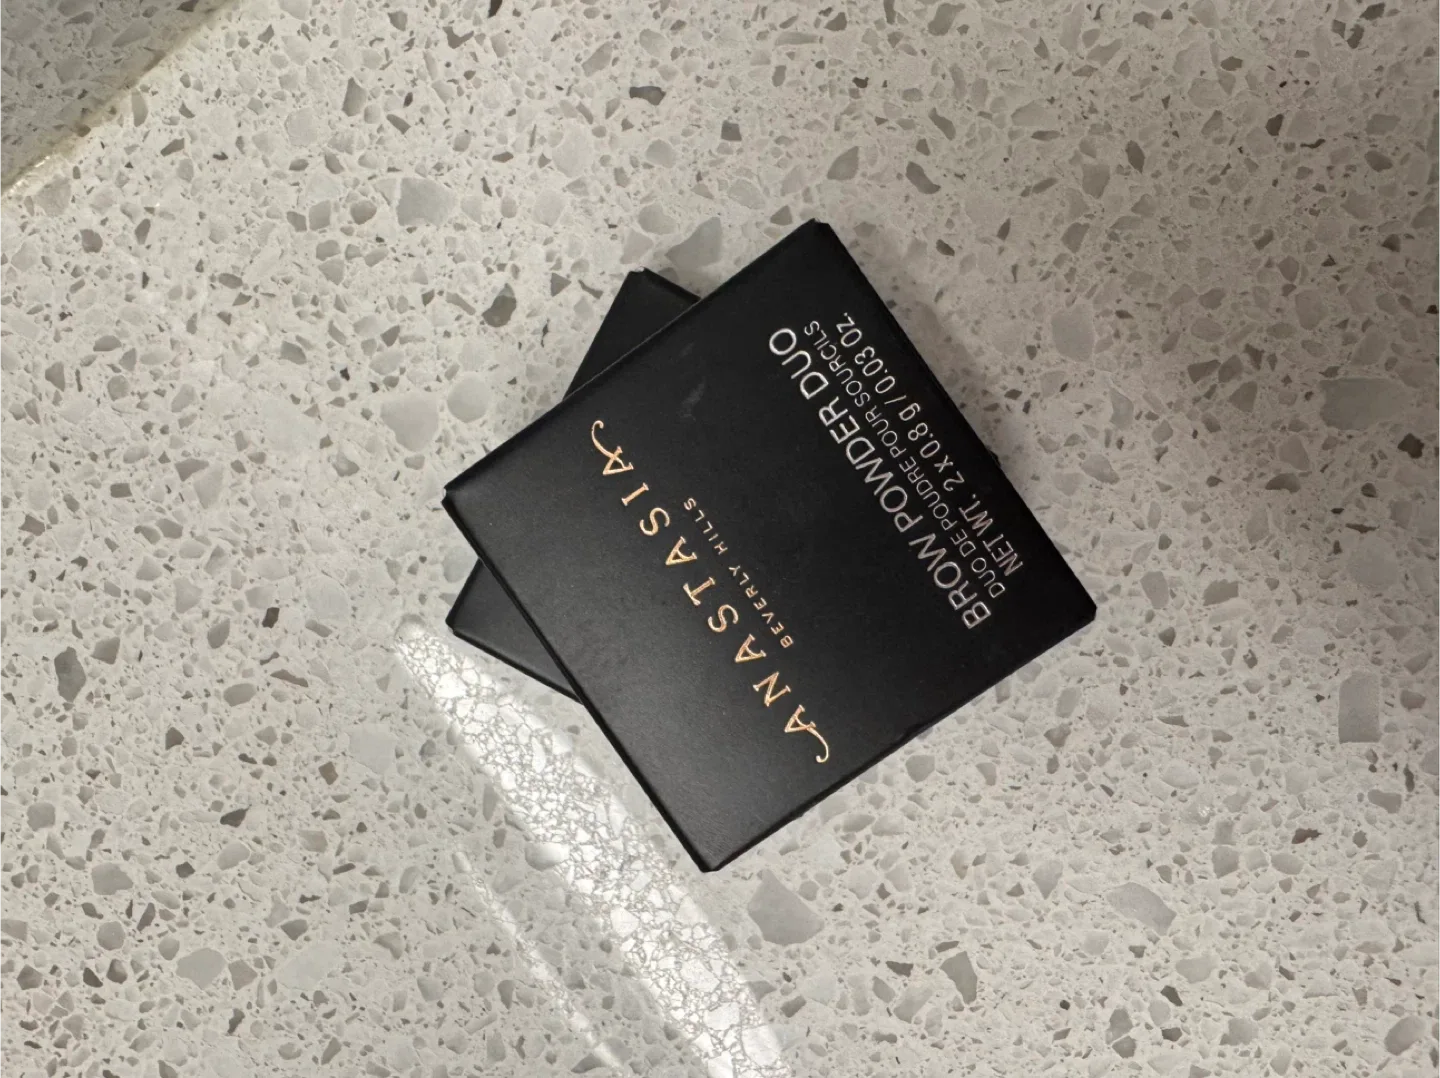 ANASTASIA
BEVERLY HILLS
BROW POWDER DUO
DUO DE POUDRE POUR SOURCILS
NET WT. 2 x 0.8 g / 0.03 Oz.